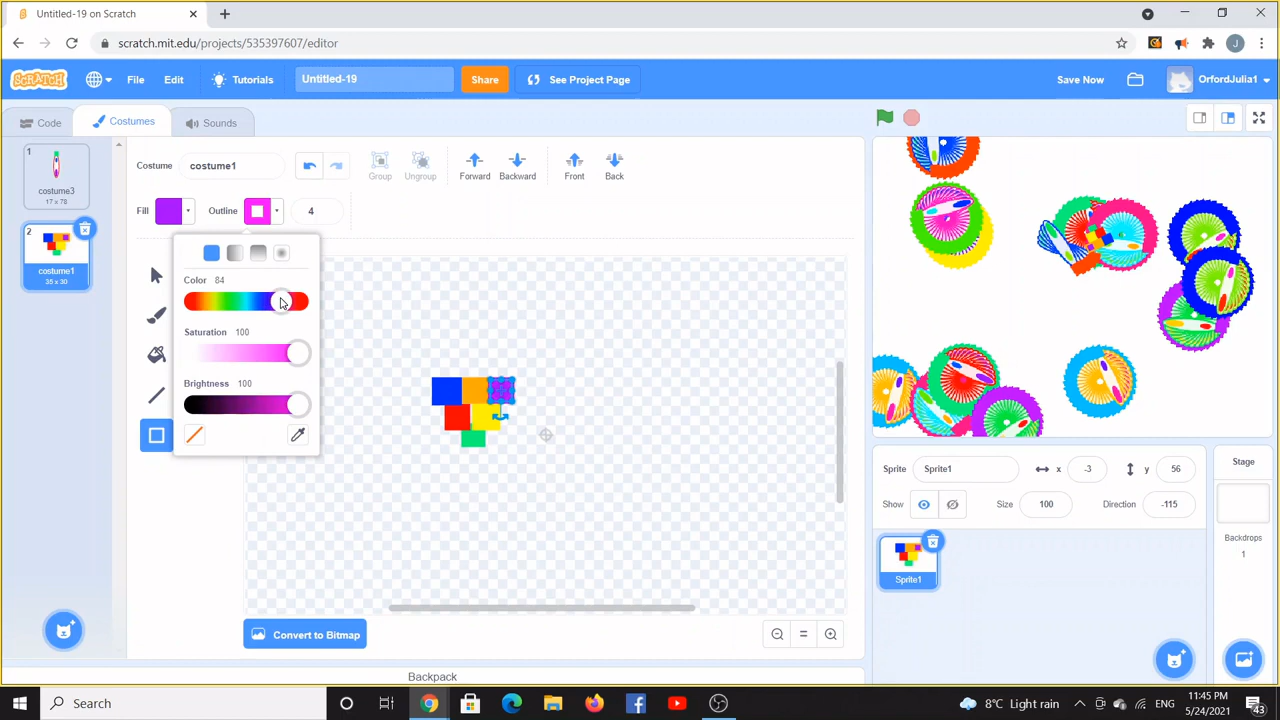 Untitled-19 on Scratch
scratch.mit.edu/projects/535397607/editor
J
SCRATCH
File
Edit
Tutorials
Untitled-19
Share
See Project Page
Save Now
OrfordJulia1
Code
Costumes
Sounds
1
costume3
17 x 78
2
costume1
35 x 30
Costume
costume1
Group
Ungroup
Forward
Backward
Front
Back
Fill
Outline
4
Color 84
Saturation 100
Brightness 100
Convert to Bitmap
Backpack
Sprite
Sprite1
x
-3
y
56
Show
Size
100
Direction
-115
Sprite1
Stage
Backdrops
1
Search
8°C Light rain
ENG
11:45 PM
5/24/2021
43